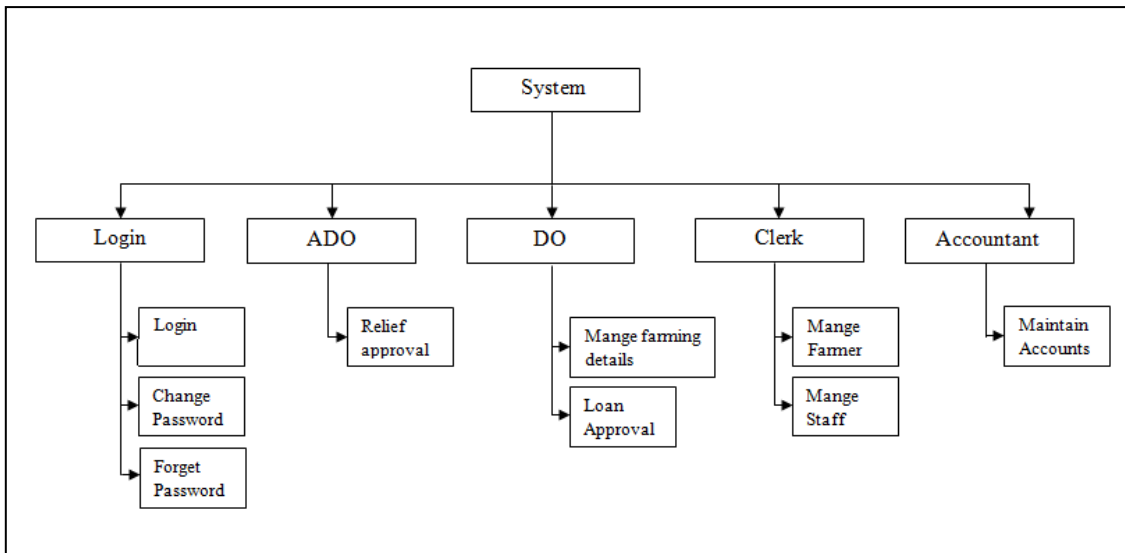 System
Login
ADO
DO
Clerk
Accountant
Login
Change
Password
Forget
Password
Relief
approval
Mange farming
details
Loan
Approval
Mange
Farmer
Mange
Staff
Maintain
Accounts